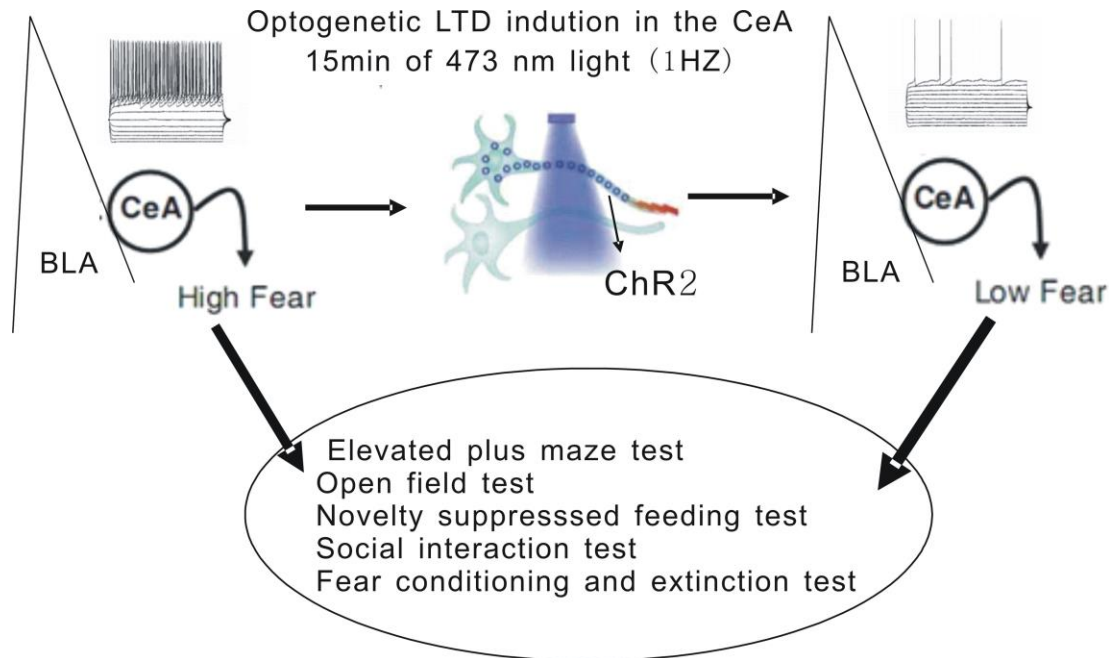 Optogenetic LTD indution in the CeA
15min of 473 nm light (1HZ)
CeA
BLA
High Fear
ChR2
CeA
BLA
Low Fear
Elevated plus maze test
Open field test
Novelty suppresssed feeding test
Social interaction test
Fear conditioning and extinction test